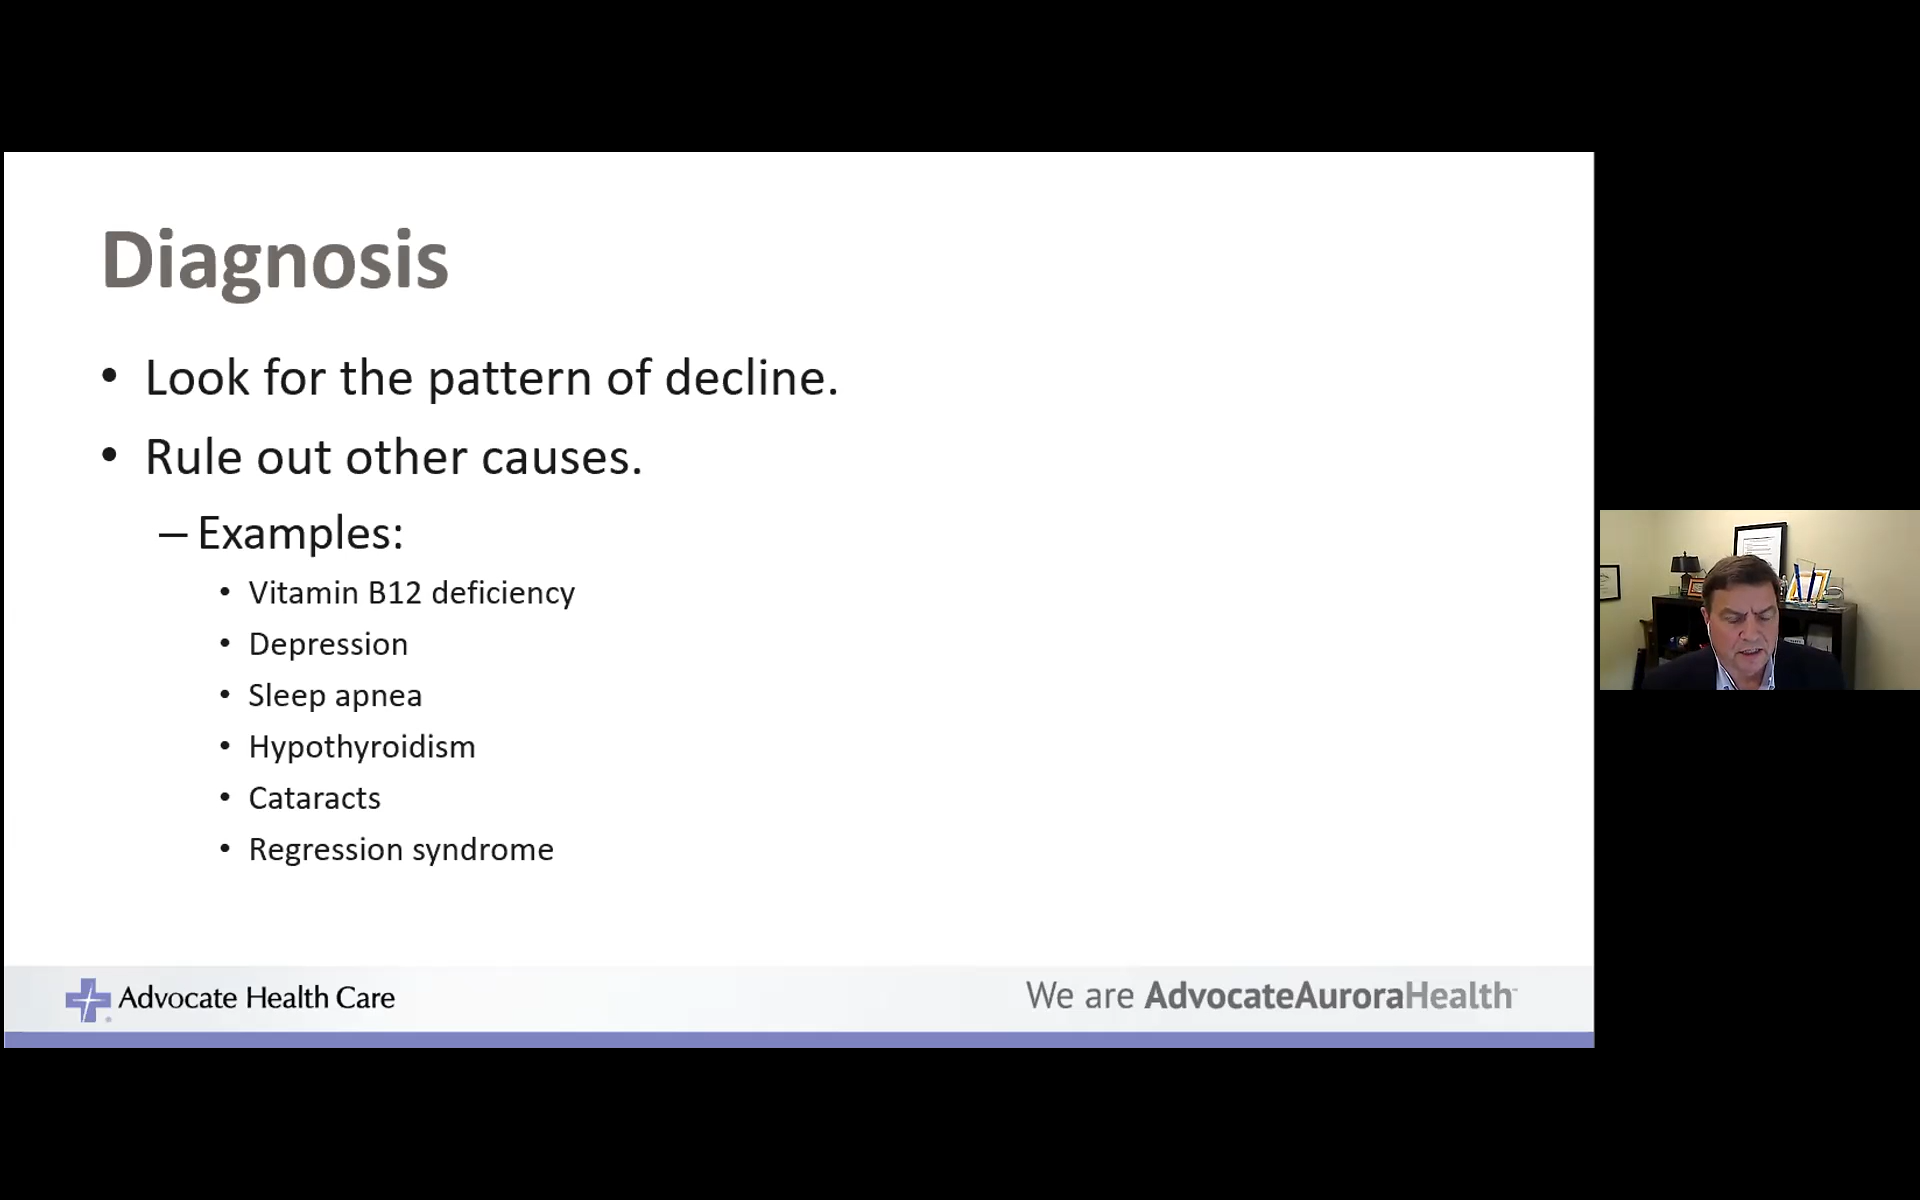 Diagnosis
• Look for the pattern of decline.
• Rule out other causes.
– Examples:
• Vitamin B12 deficiency
• Depression
• Sleep apnea
• Hypothyroidism
• Cataracts
• Regression syndrome
Advocate Health Care
We are AdvocateAuroraHealth